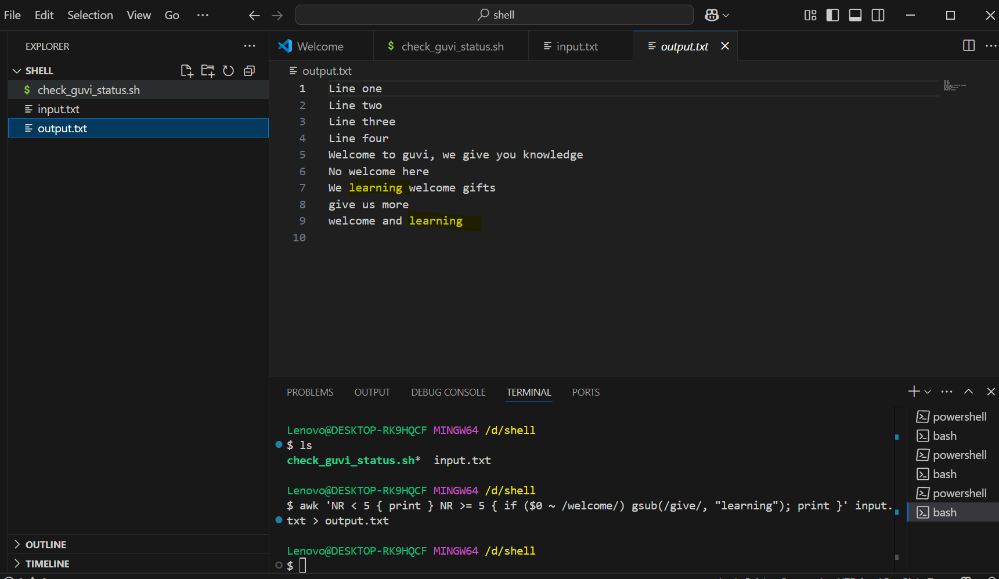 File Edit Selection View Go ···
shell
EXPLORER ···
SHELL
$ check_guvi_status.sh
input.txt
output.txt
OUTLINE
TIMELINE
Welcome
$ check_guvi_status.sh
input.txt
output.txt
output.txt
1 Line one
2 Line two
3 Line three
4 Line four
5 Welcome to guvi, we give you knowledge
6 No welcome here
7 We learning welcome gifts
8 give us more
9 welcome and learning
10
PROBLEMS OUTPUT DEBUG CONSOLE TERMINAL PORTS
Lenovo@DESKTOP-RK9HQCF MINGW64 /d/shell
$ ls
check_guvi_status.sh* input.txt
Lenovo@DESKTOP-RK9HQCF MINGW64 /d/shell
$ awk 'NR < 5 { print } NR >= 5 { if ($0 ~ /welcome/) gsub(/give/, "learning"); print }' input.
txt > output.txt
Lenovo@DESKTOP-RK9HQCF MINGW64 /d/shell
$
powershell
bash
powershell
bash
powershell
bash